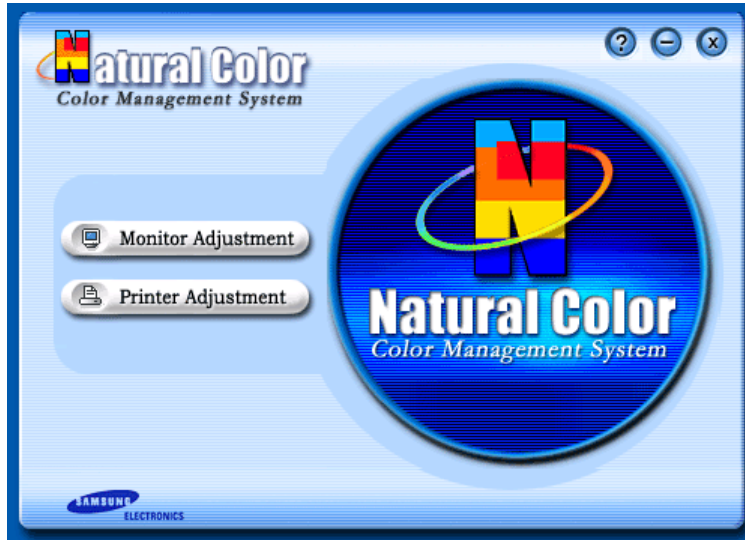 Natural Color
Color Management System
?
–
x
Monitor Adjustment
Printer Adjustment
N
Natural Color
Color Management System
SAMSUNG
ELECTRONICS